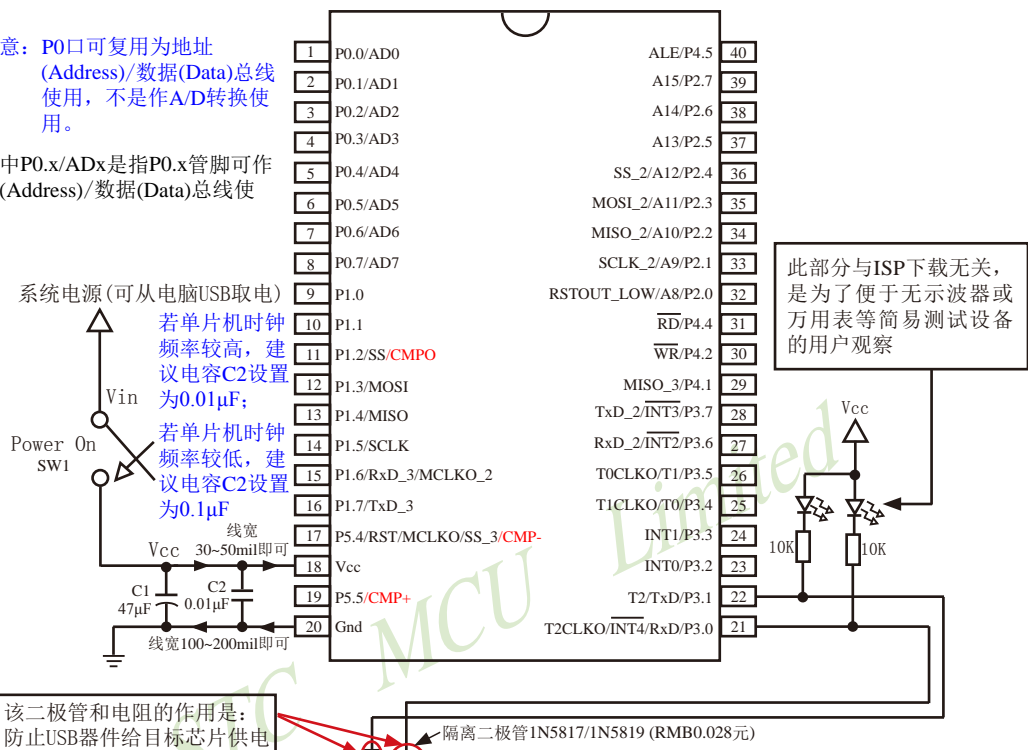 意: P0口可复用为地址
(Address)/数据(Data)总线
使用，不是作A/D转换使
用。
中P0.x/ADx是指P0.x管脚可作
(Address)/数据(Data)总线使
系统电源(可从电脑USB取电)
若单片机时钟
频率较高，建
议电容C2设置
为0.01μF;
Vin
若单片机时钟
频率较低，建
议电容C2设置
为0.1μF
Power On
SW1
线宽
Vcc 30~50mil即可
C1
47μF
C2
0.01μF
线宽100~200mil即可
1 P0.0/AD0
2 P0.1/AD1
3 P0.2/AD2
4 P0.3/AD3
5 P0.4/AD4
6 P0.5/AD5
7 P0.6/AD6
8 P0.7/AD7
9 P1.0
10 P1.1
11 P1.2/SS/CMPO
12 P1.3/MOSI
13 P1.4/MISO
14 P1.5/SCLK
15 P1.6/RxD_3/MCLKO_2
16 P1.7/TxD_3
17 P5.4/RST/MCLKO/SS_3/CMP-
18 Vcc
19 P5.5/CMP+
20 Gnd
ALE/P4.5 40
A15/P2.7 39
A14/P2.6 38
A13/P2.5 37
SS_2/A12/P2.4 36
MOSI_2/A11/P2.3 35
MISO_2/A10/P2.2 34
SCLK_2/A9/P2.1 33
RSTOUT_LOW/A8/P2.0 32
RD/P4.4 31
WR/P4.2 30
MISO_3/P4.1 29
TxD_2/INT3/P3.7 28
RxD_2/INT2/P3.6 27
T0CLKO/T1/P3.5 26
T1CLKO/T0/P3.4 25
INT1/P3.3 24
INT0/P3.2 23
T2/TxD/P3.1 22
T2CLKO/INT4/RxD/P3.0 21
此部分与ISP下载无关，
是为了便于无示波器或
万用表等简易测试设备
的用户观察
Vcc
10K
10K
STC MCU Limited
该二极管和电阻的作用是:
防止USB器件给目标芯片供电
隔离二极管1N5817/1N5819 (RMB0.028元)